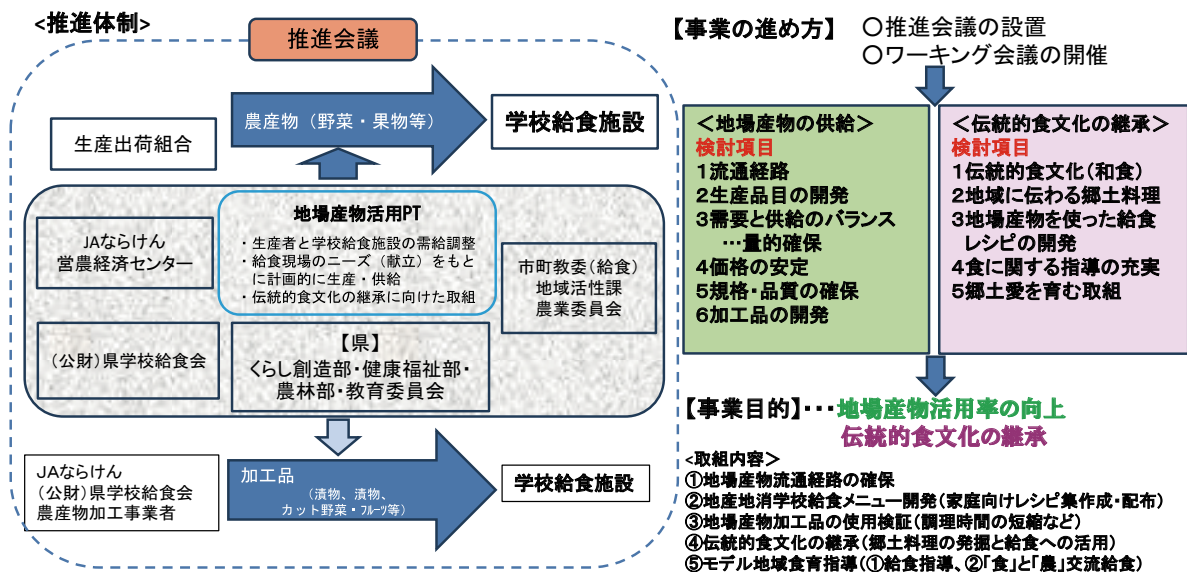 <推進体制>
推進会議
農産物（野菜・果物等）
学校給食施設
生産出荷組合
JAならけん
営農経済センター
地場産物活用PT
・生産者と学校給食施設の需給調整
・給食現場のニーズ（献立）をもと
に計画的に生産・供給
・伝統的食文化の継承に向けた取組
市町教委（給食）
地域活性課
農業委員会
（公財）県学校給食会
【県】
くらし創造部・健康福祉部・
農林部・教育委員会
JAならけん
（公財）県学校給食会
農産物加工事業者
加工品
（漬物、漬物、
カット野菜・フルーツ等）
学校給食施設
【事業の進め方】
○推進会議の設置
○ワーキング会議の開催
＜地場産物の供給＞
検討項目
1流通経路
2生産品目の開発
3需要と供給のバランス
…量的確保
4価格の安定
5規格・品質の確保
6加工品の開発
＜伝統的食文化の継承＞
検討項目
1伝統的食文化（和食）
2地域に伝わる郷土料理
3地場産物を使った給食
レシピの開発
4食に関する指導の充実
5郷土愛を育む取組
【事業目的】・・・地場産物活用率の向上
伝統的食文化の継承
<取組内容＞
①地場産物流通経路の確保
②地産地消学校給食メニュー開発（家庭向けレシピ集作成・配布）
③地場産物加工品の使用検証（調理時間の短縮など）
④伝統的食文化の継承（郷土料理の発掘と給食への活用）
⑤モデル地域食育指導（①給食指導、②「食」と「農」交流給食）